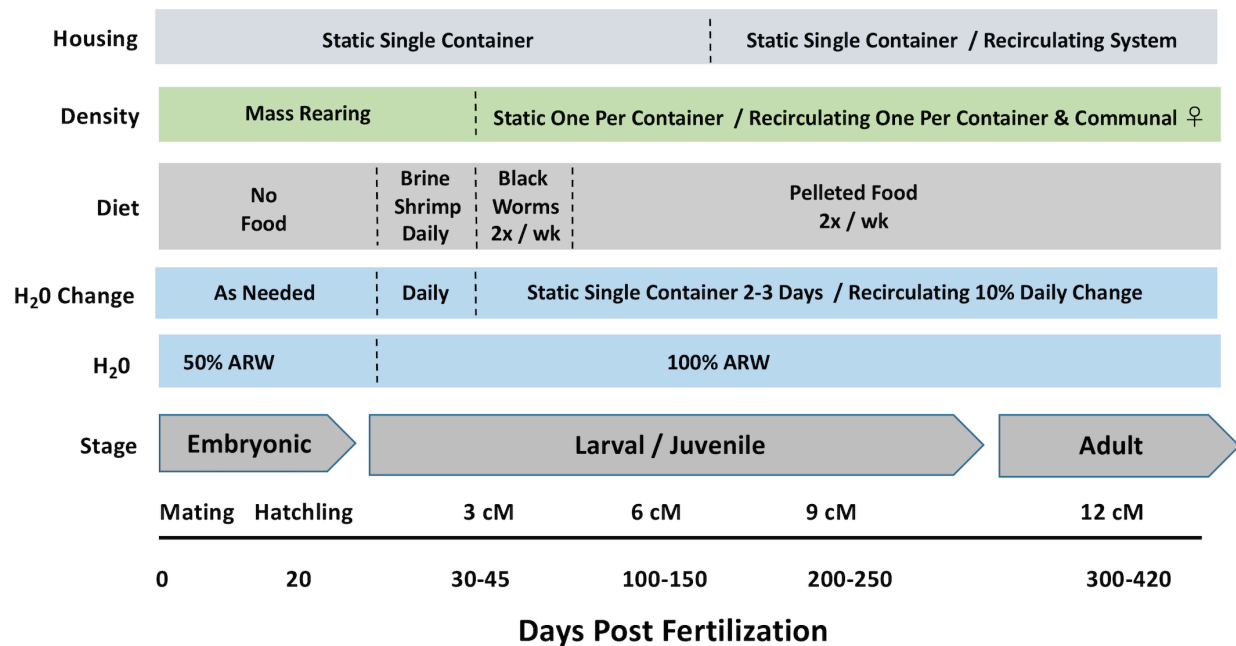 Housing
Static Single Container
Static Single Container / Recirculating System
Density
Mass Rearing
Static One Per Container / Recirculating One Per Container & Communal ♀
Diet
No
Food
Brine
Shrimp
Daily
Black
Worms
2x / wk
Pelleted Food
2x / wk
H₂0 Change
As Needed
Daily
Static Single Container 2-3 Days / Recirculating 10% Daily Change
H₂0
50% ARW
100% ARW
Stage
Embryonic
Larval / Juvenile
Adult
Mating Hatchling 3 cM 6 cM 9 cM 12 cM
0 20 30-45 100-150 200-250 300-420
Days Post Fertilization